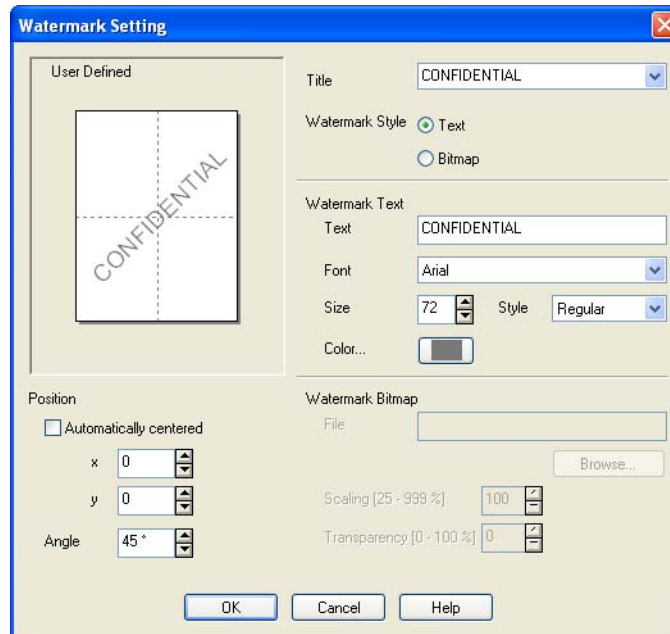 Watermark Setting
User Defined
CONFIDENTIAL
Title CONFIDENTIAL
Watermark Style Text
Bitmap
Watermark Text
Text CONFIDENTIAL
Font Arial
Size 72 Style Regular
Color...
Position
Automatically centered
x 0
y 0
Angle 45 °
Watermark Bitmap
File
Browse...
Scaling [25 - 999 %] 100
Transparency [0 - 100 %] 0
OK Cancel Help